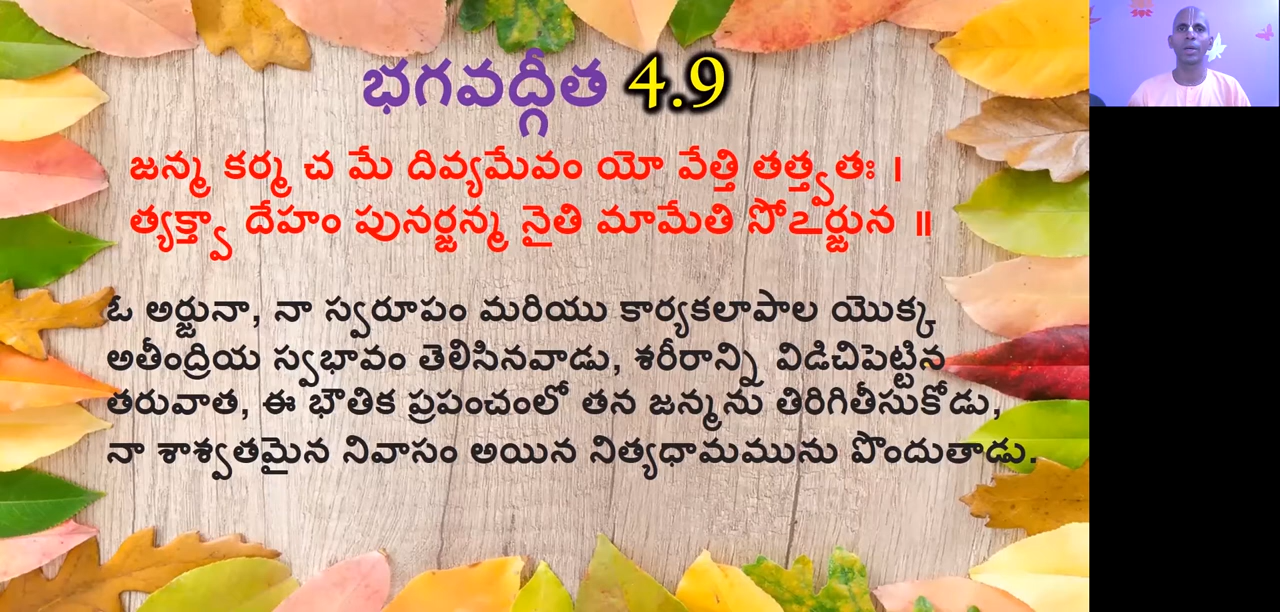 భగవద్గీత 4.9
జన్మ కర్మ చ మే దివ్యమేవం యో వేత్తి తత్త్వతః ।
త్యక్త్వా దేహం పునర్జన్మ నైతి మామేతి సోఽర్జున ॥
ఓ అర్జునా, నా స్వరూపం మరియు కార్యకలాపాల యొక్క
అతీంద్రియ స్వభావం తెలిసినవాడు, శరీరాన్ని విడిచిపెట్టిన
తరువాత, ఈ భౌతిక ప్రపంచంలో తన జన్మను తిరిగితీసుకోడు,
నా శాశ్వతమైన నివాసం అయిన నిత్యధామమును పొందుతాడు.